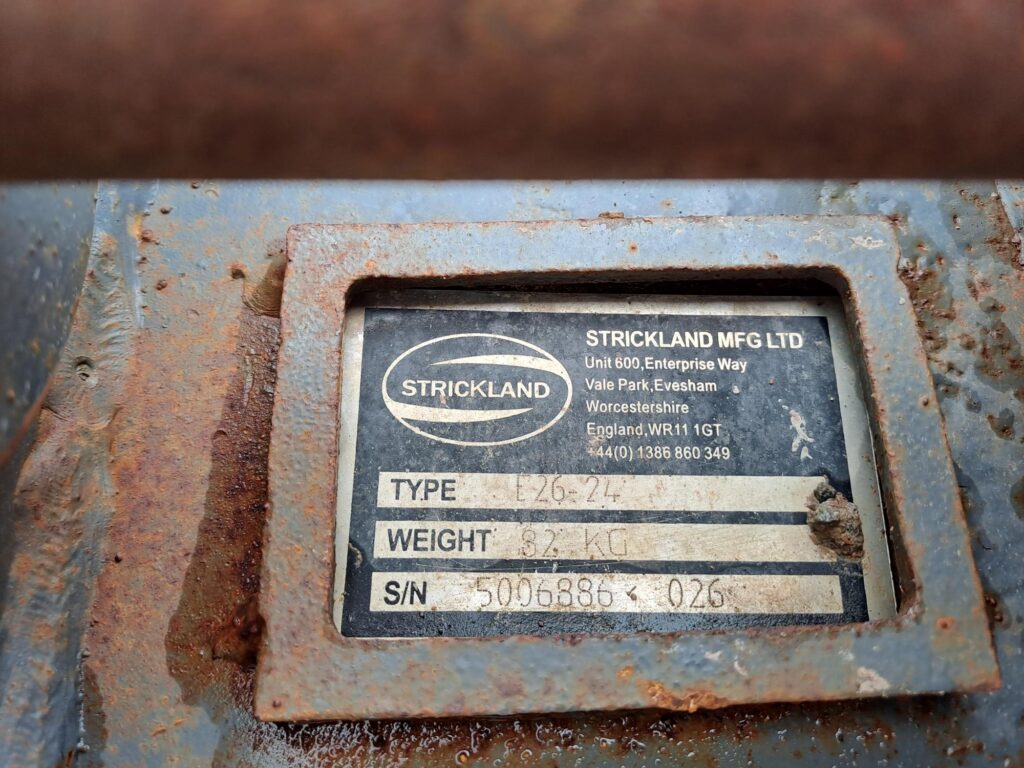 STRICKLAND
STRICKLAND MFG LTD
Unit 600,Enterprise Way
Vale Park,Evesham
Worcestershire
England,WR11 1GT
+44(0) 1386 860 349
TYPE E26-24
WEIGHT 82 KG
S/N 5006886 026